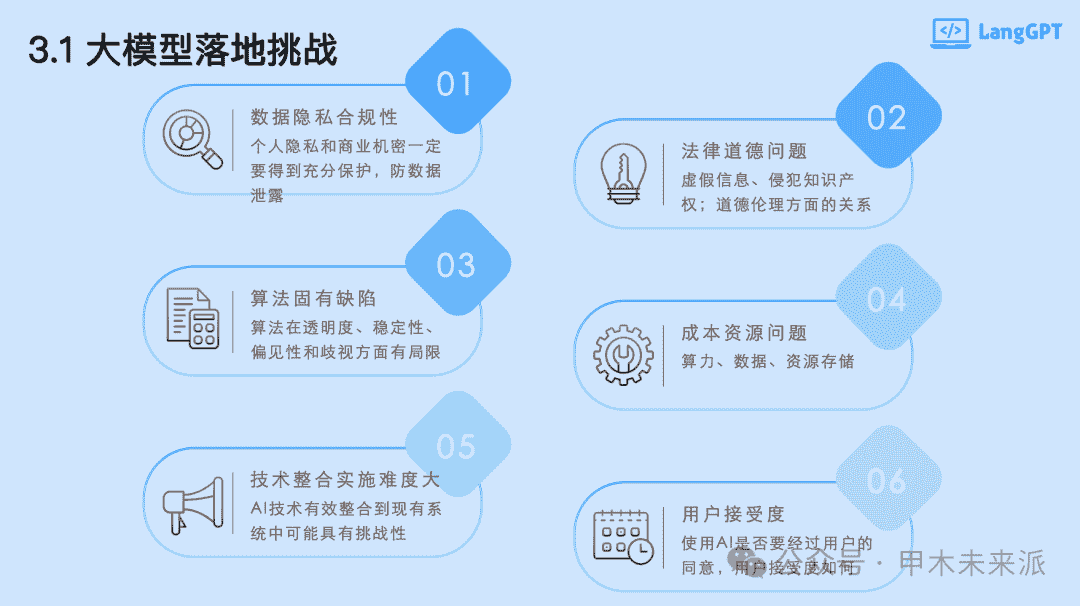 3.1 大模型落地挑战
</> LangGPT
01
数据隐私合规性
个人隐私和商业机密一定
要得到充分保护，防数据
泄露
02
法律道德问题
虚假信息、侵犯知识产
权；道德伦理方面的关系
03
算法固有缺陷
算法在透明度、稳定性、
偏见性和歧视方面有局限
04
成本资源问题
算力、数据、资源存储
05
技术整合实施难度大
AI技术有效整合到现有系
统中可能具有挑战性
06
用户接受度
使用AI是否要经过用户的
同意，用户接受度如何
公众号 · 甲木未来派